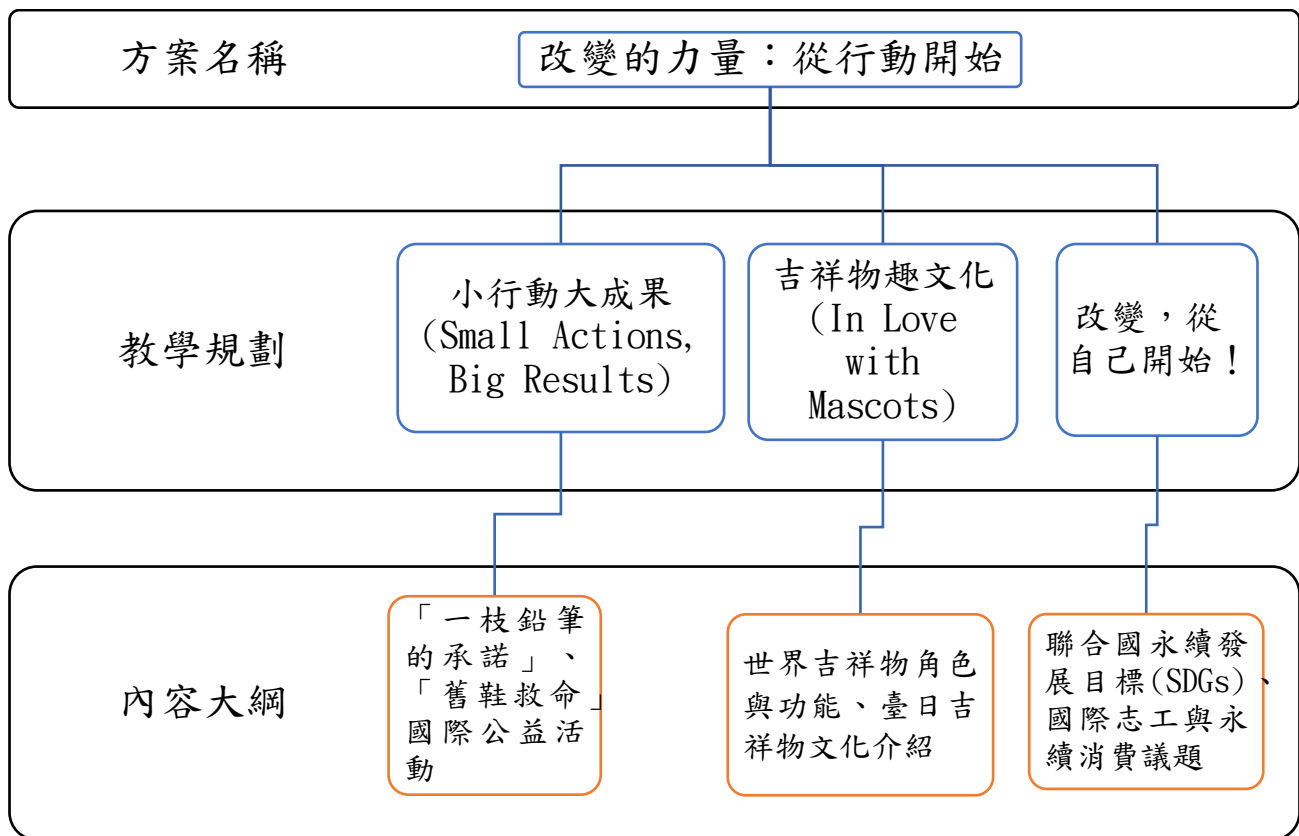 方案名稱
改變的力量：從行動開始
教學規劃
小行動大成果
(Small Actions,
Big Results)
吉祥物趣文化
(In Love
with
Mascots)
改變，從
自己開始！
內容大綱
「一枝鉛筆
的承諾」、
「舊鞋救命」
國際公益活
動
世界吉祥物角色
與功能、臺日吉
祥物文化介紹
聯合國永續發
展目標(SDGs)、
國際志工與永
續消費議題